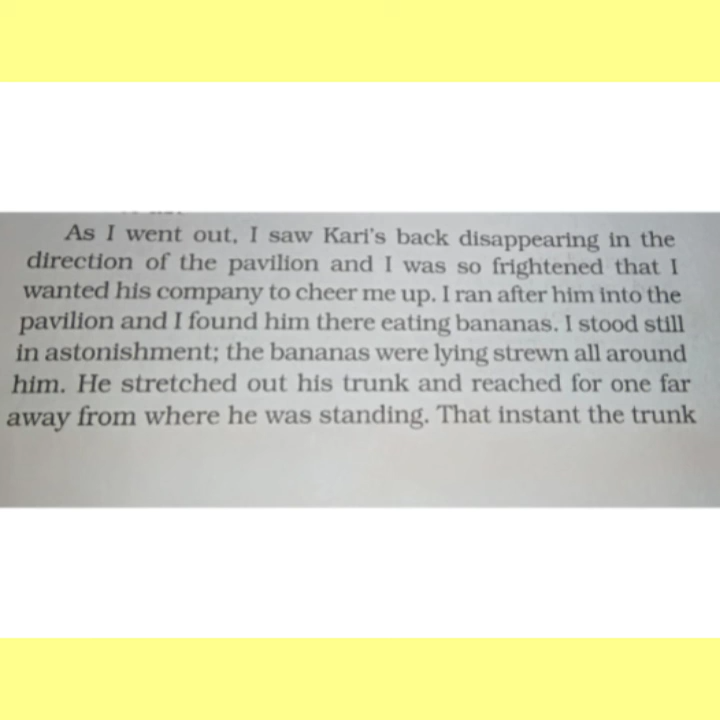 As I went out, I saw Kari's back disappearing in the
direction of the pavilion and I was so frightened that I
wanted his company to cheer me up. I ran after him into the
pavilion and I found him there eating bananas. I stood still
in astonishment; the bananas were lying strewn all around
him. He stretched out his trunk and reached for one far
away from where he was standing. That instant the trunk